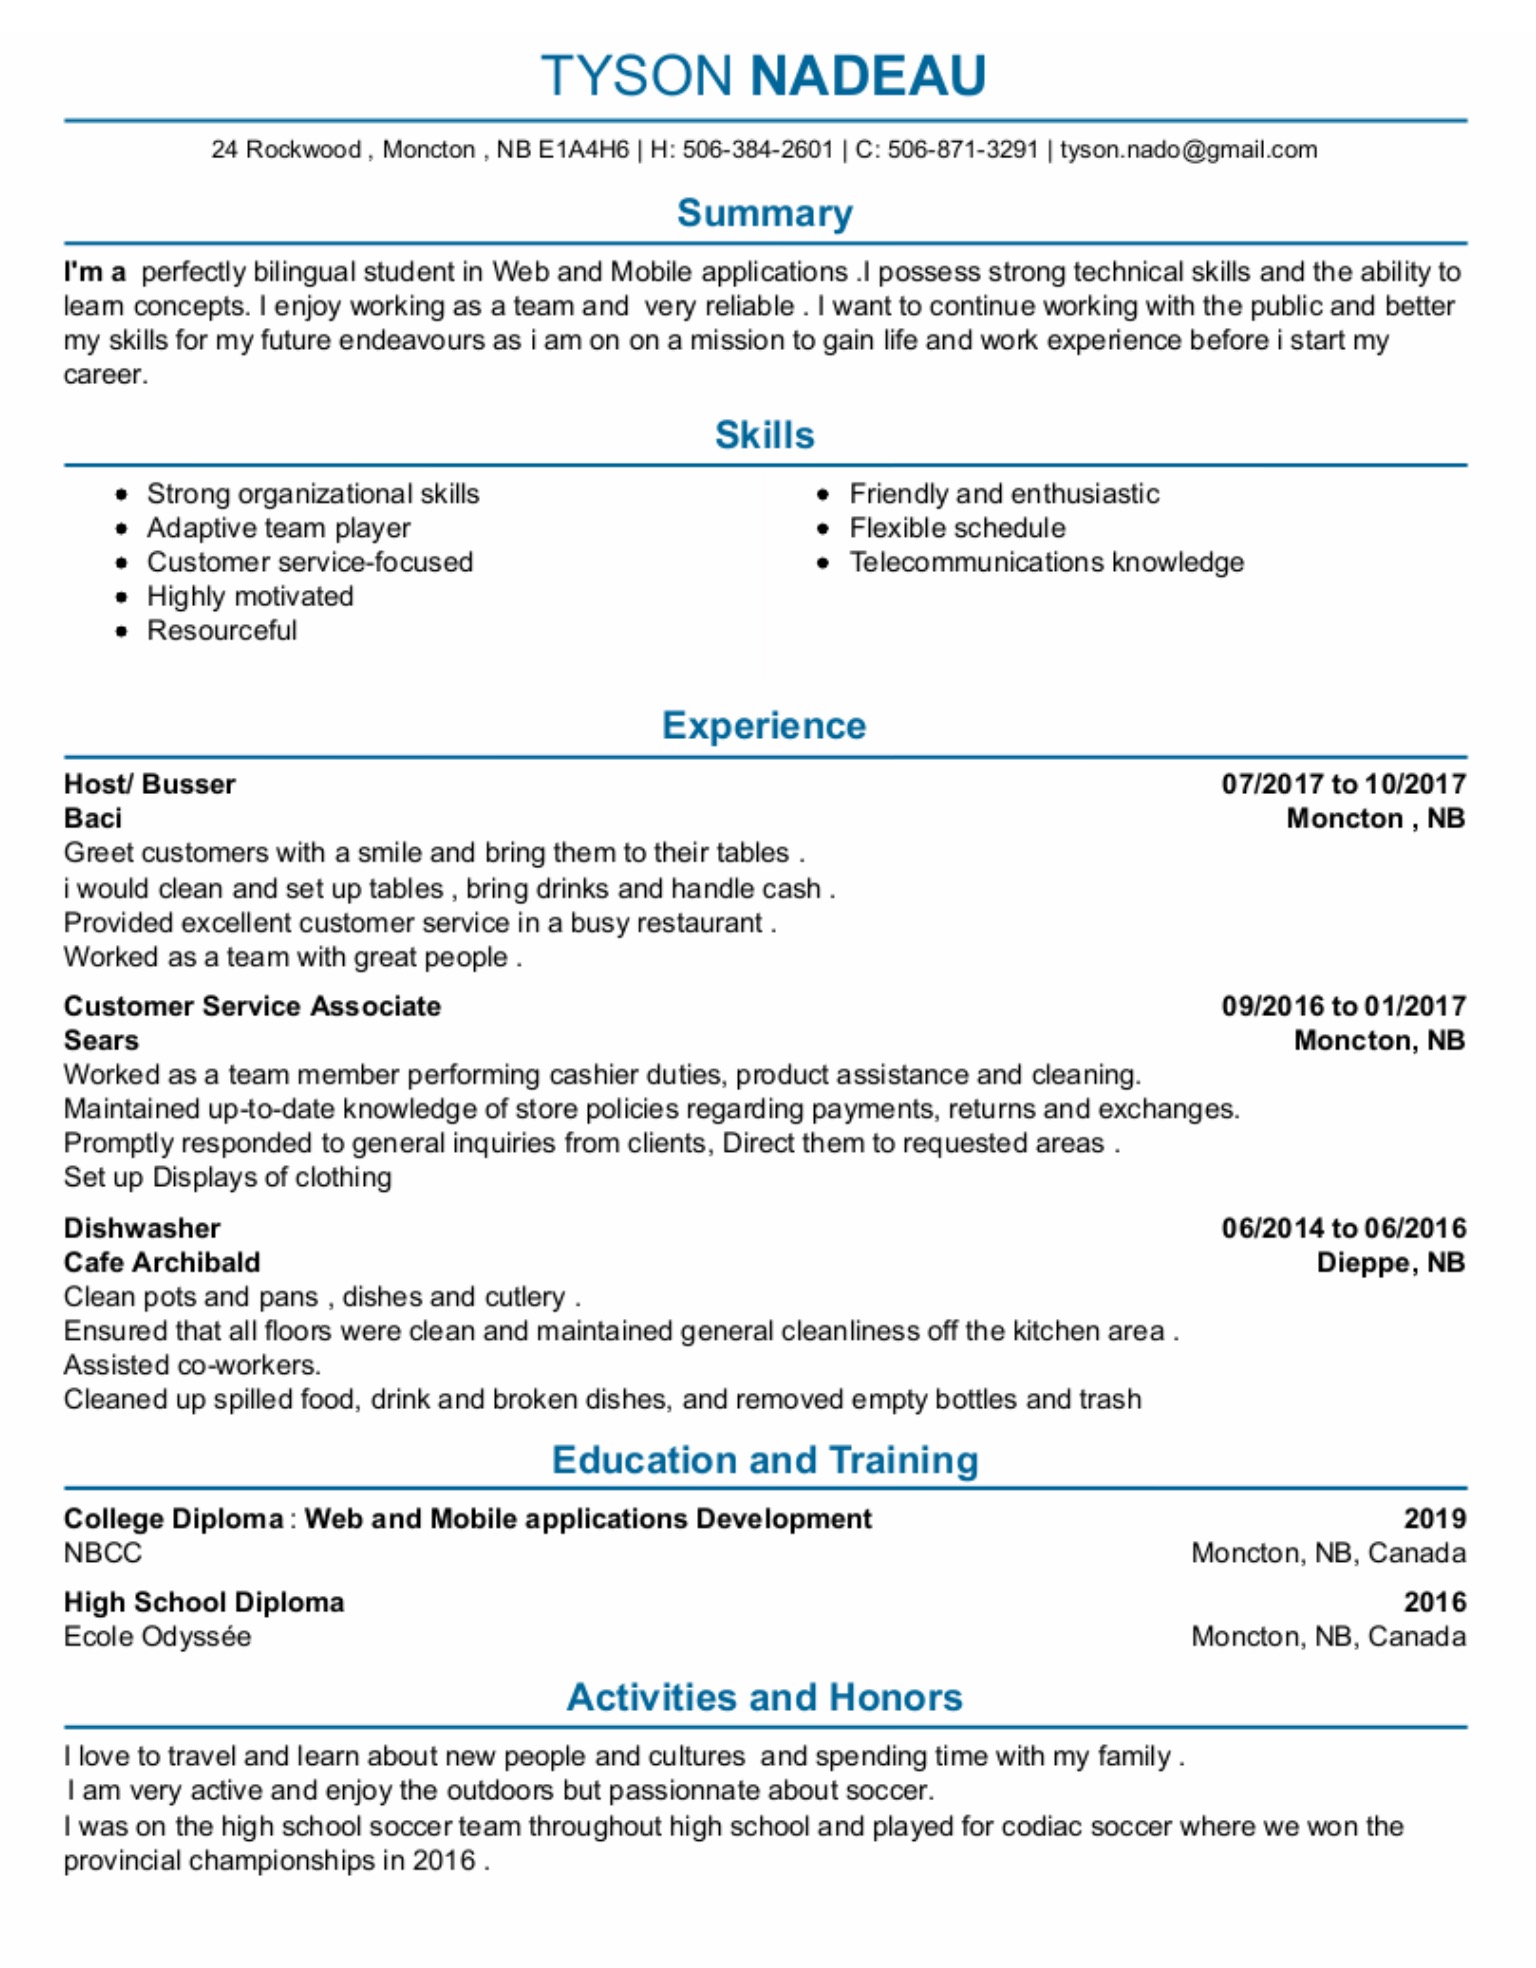 TYSON NADEAU
24 Rockwood , Moncton , NB E1A4H6 | H: 506-384-2601 | C: 506-871-3291 | tyson.nado@gmail.com
Summary
I'm a perfectly bilingual student in Web and Mobile applications .I possess strong technical skills and the ability to
learn concepts. I enjoy working as a team and very reliable . I want to continue working with the public and better
my skills for my future endeavours as i am on on a mission to gain life and work experience before i start my
career.
Skills
• Strong organizational skills
• Adaptive team player
• Customer service-focused
• Highly motivated
• Resourceful
• Friendly and enthusiastic
• Flexible schedule
• Telecommunications knowledge
Experience
Host/ Busser 07/2017 to 10/2017
Baci Moncton , NB
Greet customers with a smile and bring them to their tables .
i would clean and set up tables , bring drinks and handle cash .
Provided excellent customer service in a busy restaurant .
Worked as a team with great people .
Customer Service Associate 09/2016 to 01/2017
Sears Moncton, NB
Worked as a team member performing cashier duties, product assistance and cleaning.
Maintained up-to-date knowledge of store policies regarding payments, returns and exchanges.
Promptly responded to general inquiries from clients, Direct them to requested areas .
Set up Displays of clothing
Dishwasher 06/2014 to 06/2016
Cafe Archibald Dieppe, NB
Clean pots and pans , dishes and cutlery .
Ensured that all floors were clean and maintained general cleanliness off the kitchen area .
Assisted co-workers.
Cleaned up spilled food, drink and broken dishes, and removed empty bottles and trash
Education and Training
College Diploma : Web and Mobile applications Development 2019
NBCC Moncton, NB, Canada
High School Diploma 2016
Ecole Odyssée Moncton, NB, Canada
Activities and Honors
I love to travel and learn about new people and cultures and spending time with my family .
I am very active and enjoy the outdoors but passionnate about soccer.
I was on the high school soccer team throughout high school and played for codiac soccer where we won the
provincial championships in 2016 .